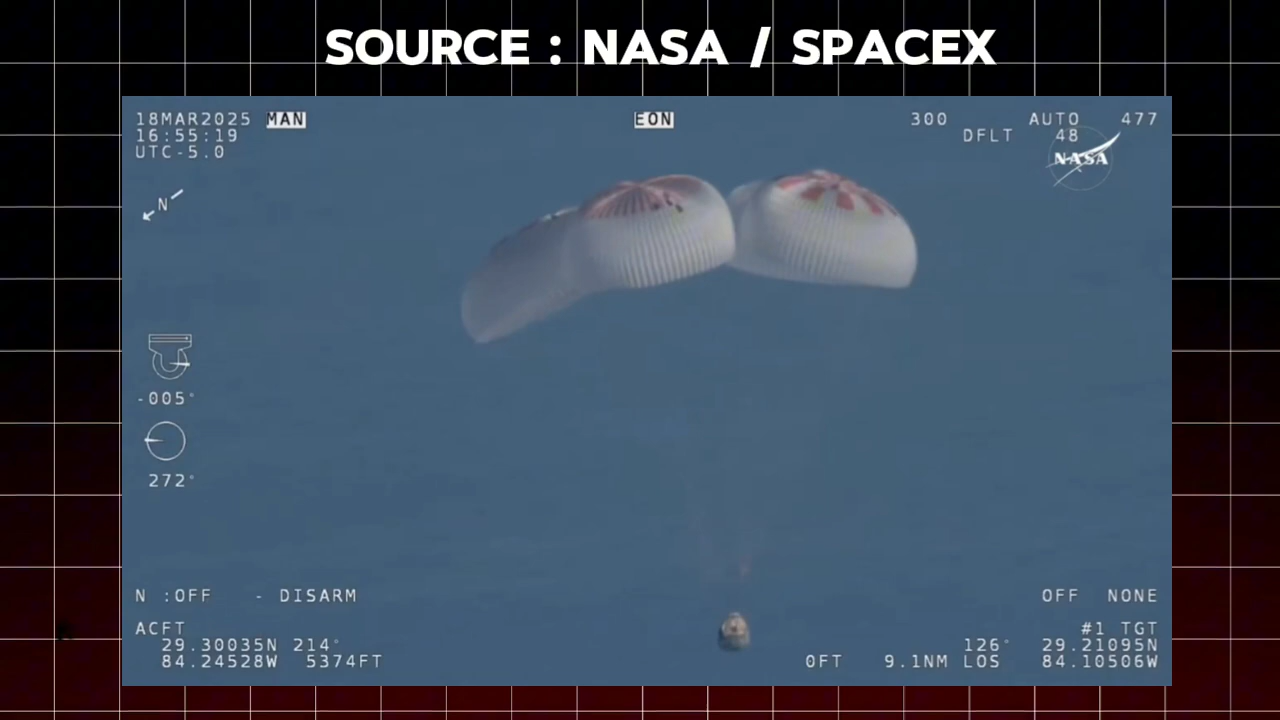 SOURCE : NASA / SPACEX
18MAR2025 MAN EON 300 AUTO 477
16:55:19 DFLT 48
UTC-5.0
NASA
N
-005°
272°
N :OFF - DISARM OFF NONE
ACFT #1 TGT
29.30035N 214° 126° 29.21095N
84.24528W 5374FT 0FT 9.1NM LOS 84.10506W